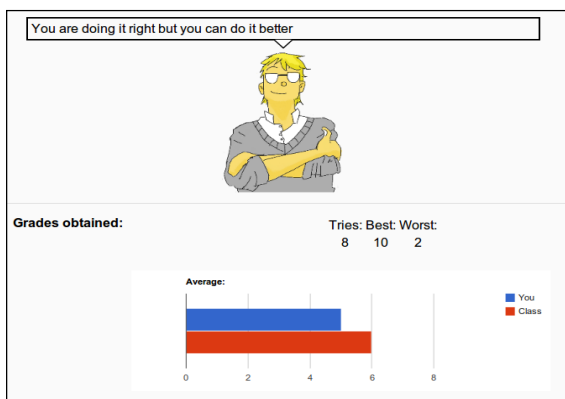 You are doing it right but you can do it better
Grades obtained:
Tries: Best: Worst:
8 10 2
Average:
You
Class
0 2 4 6 8